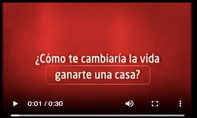 ¿Cómo te cambiaría la vida
ganarte una casa?
0:01 / 0:30